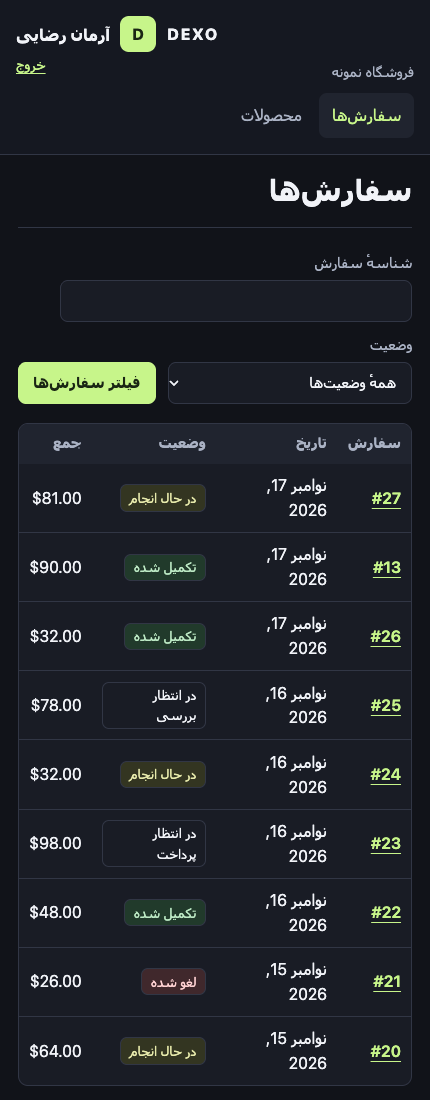 DEXO
D
آرمان رضایی
خروج
فروشگاه نمونه
سفارش‌ها
محصولات
سفارش‌ها
شناسهٔ سفارش
وضعیت
همهٔ وضعیت‌ها
فیلتر سفارش‌ها
سفارش تاریخ وضعیت جمع
#27 نوامبر 17, 2026 در حال انجام $81.00
#13 نوامبر 17, 2026 تکمیل شده $90.00
#26 نوامبر 17, 2026 تکمیل شده $32.00
#25 نوامبر 16, 2026 در انتظار بررسی $78.00
#24 نوامبر 16, 2026 در حال انجام $32.00
#23 نوامبر 16, 2026 در انتظار پرداخت $98.00
#22 نوامبر 16, 2026 تکمیل شده $48.00
#21 نوامبر 15, 2026 لغو شده $26.00
#20 نوامبر 15, 2026 در حال انجام $64.00